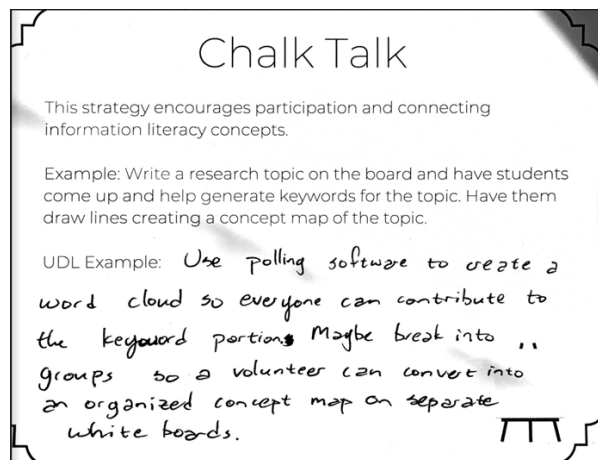 Chalk Talk
This strategy encourages participation and connecting
information literacy concepts.
Example: Write a research topic on the board and have students
come up and help generate keywords for the topic. Have them
draw lines creating a concept map of the topic.
UDL Example: Use polling software to create a
word cloud so everyone can contribute to
the keyword portion. Maybe break into
groups so a volunteer can convert into
an organized concept map on separate
white boards.